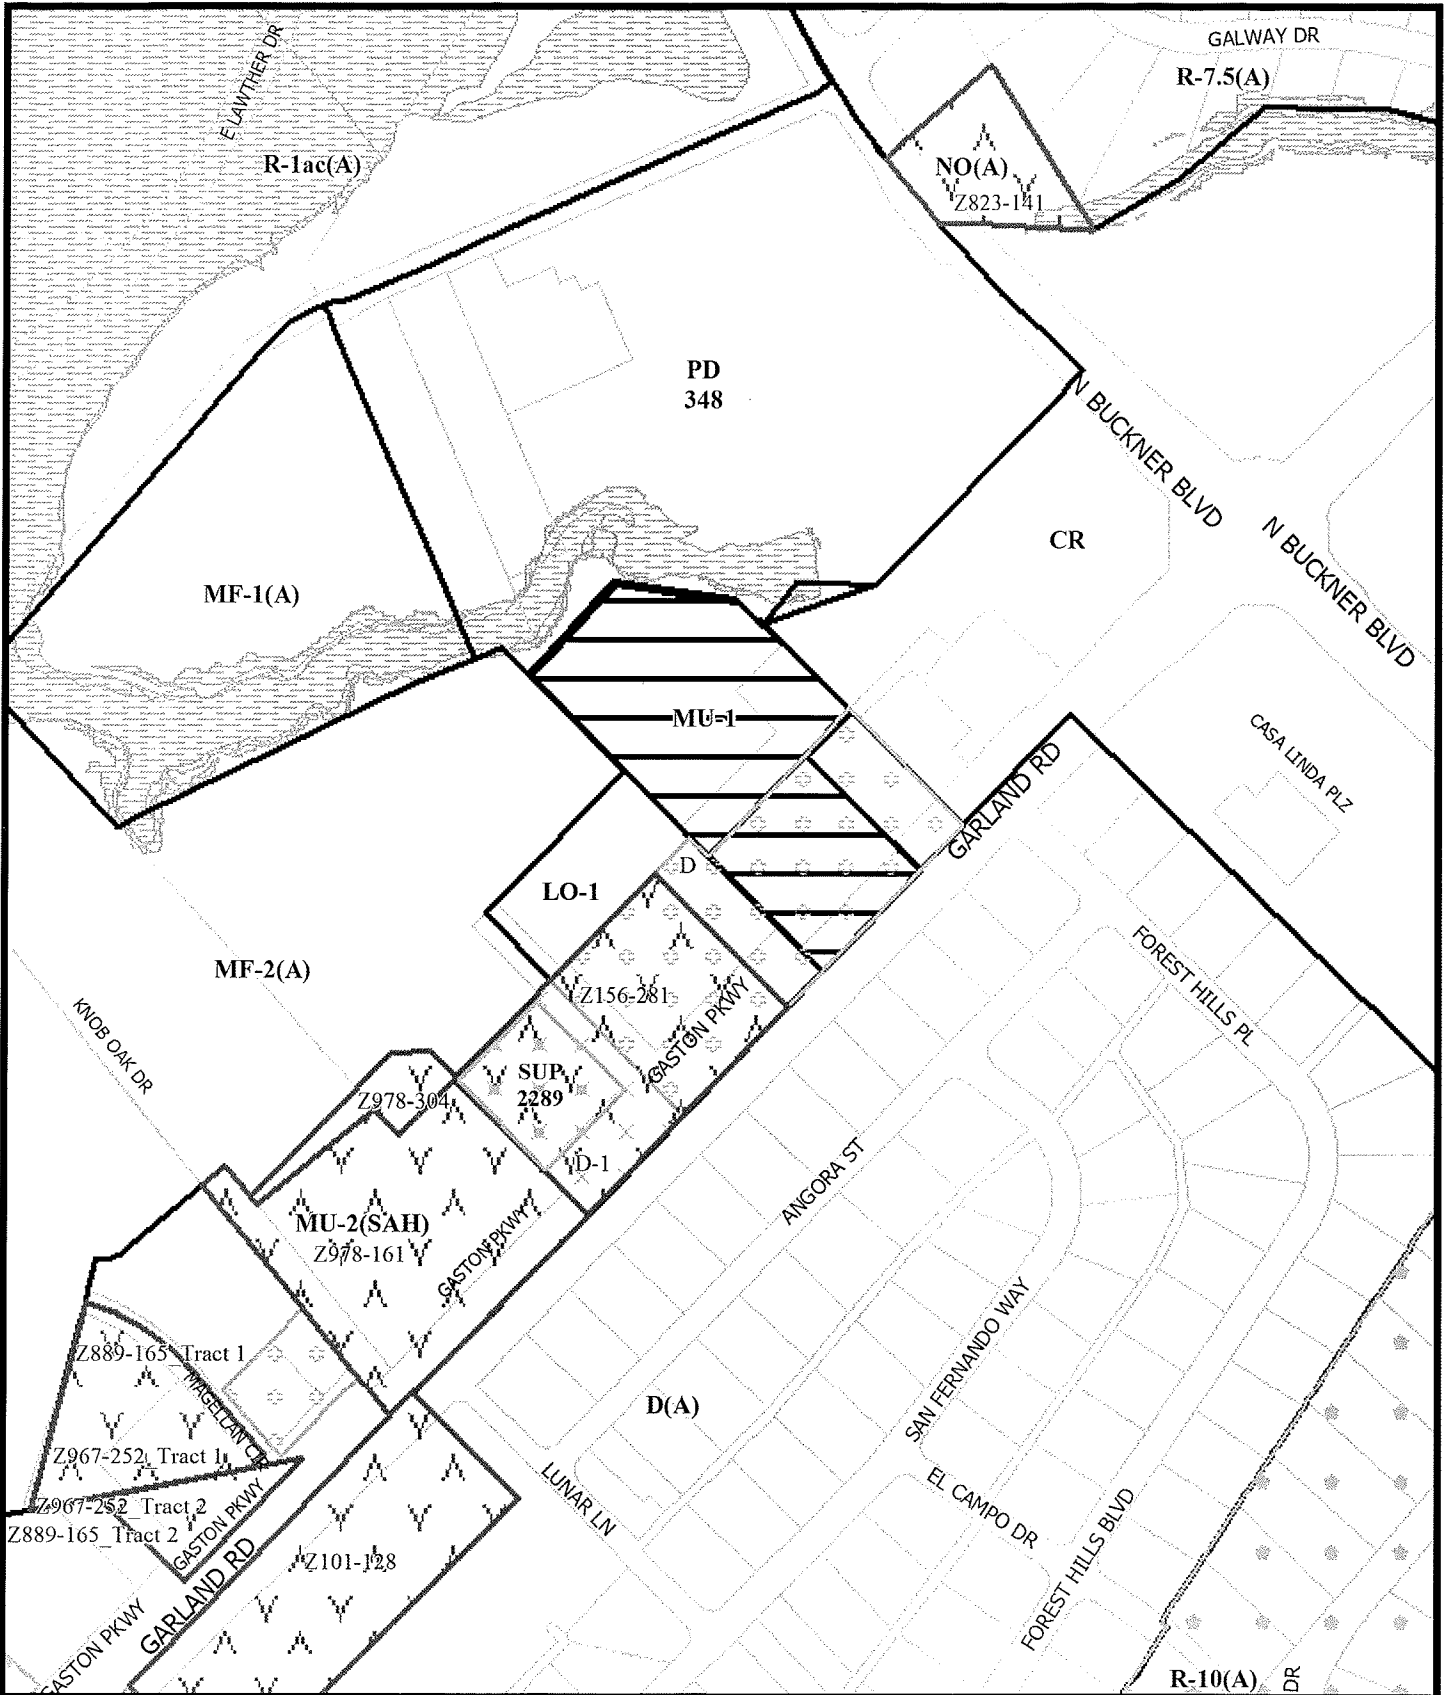 GALWAY DR
R-7.5(A)
E LAWTHER DR
R-1ac(A)
NO(A)
Z823-141
PD
348
N BUCKNER BLVD
N BUCKNER BLVD
CR
MF-1(A)
MU-1
CASA LINDA PLZ
GARLAND RD
D
LO-1
MF-2(A)
FOREST HILLS PL
Z156-281
GASTON PKWY
KNOB OAK DR
SUP
2289
Z978-304
D-1
ANGORA ST
MU-2(SAH)
Z978-161
GASTON PKWY
Z889-165_Tract 1
MAGELLAN CIR
SAN FERNANDO WAY
D(A)
Z967-252_Tract 1
Z967-252_Tract 2
Z889-165_Tract 2
GASTON PKWY
LUNAR LN
EL CAMPO DR
FOREST HILLS BLVD
Z101-128
GARLAND RD
GASTON PKWY
R-10(A)
DR